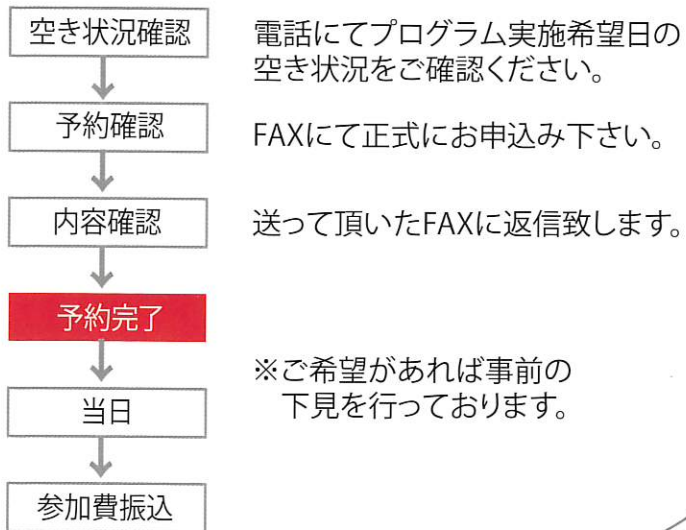 空き状況確認
電話にてプログラム実施希望日の
空き状況をご確認ください。
予約確認
FAXにて正式にお申込み下さい。
内容確認
送って頂いたFAXに返信致します。
予約完了
※ご希望があれば事前の
下見を行っております。
当日
参加費振込